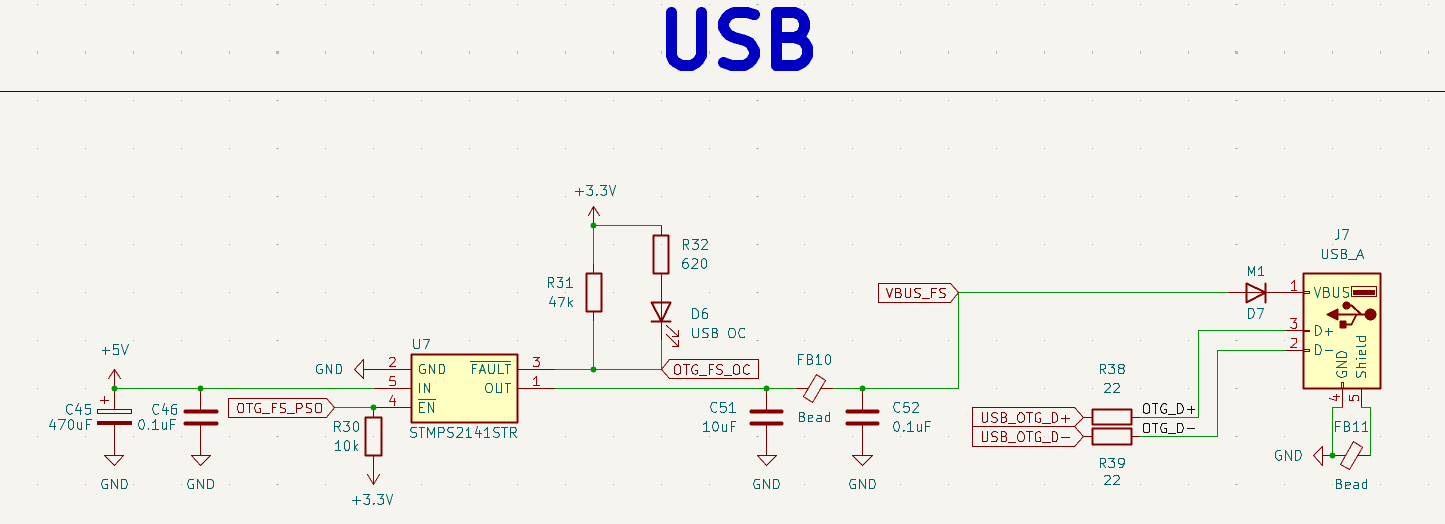 USB
+3.3V
R32
620
R31
47k
D6
USB OC
VBUS_FS
M1
D7
J7
USB_A
1
VBUS
3
D+
2
D-
GND
Shield
4
5
+5V
U7
GND
2
GND
FAULT
3
OTG_FS_OC
5
IN
OUT
1
4
EN
STMPS2141STR
OTG_FS_PSO
C45
470uF
+
GND
C46
0.1uF
GND
R30
10k
+3.3V
FB10
Bead
C51
10uF
GND
C52
0.1uF
GND
R38
22
USB_OTG_D+
OTG_D+
USB_OTG_D-
OTG_D-
R39
22
FB11
GND
Bead